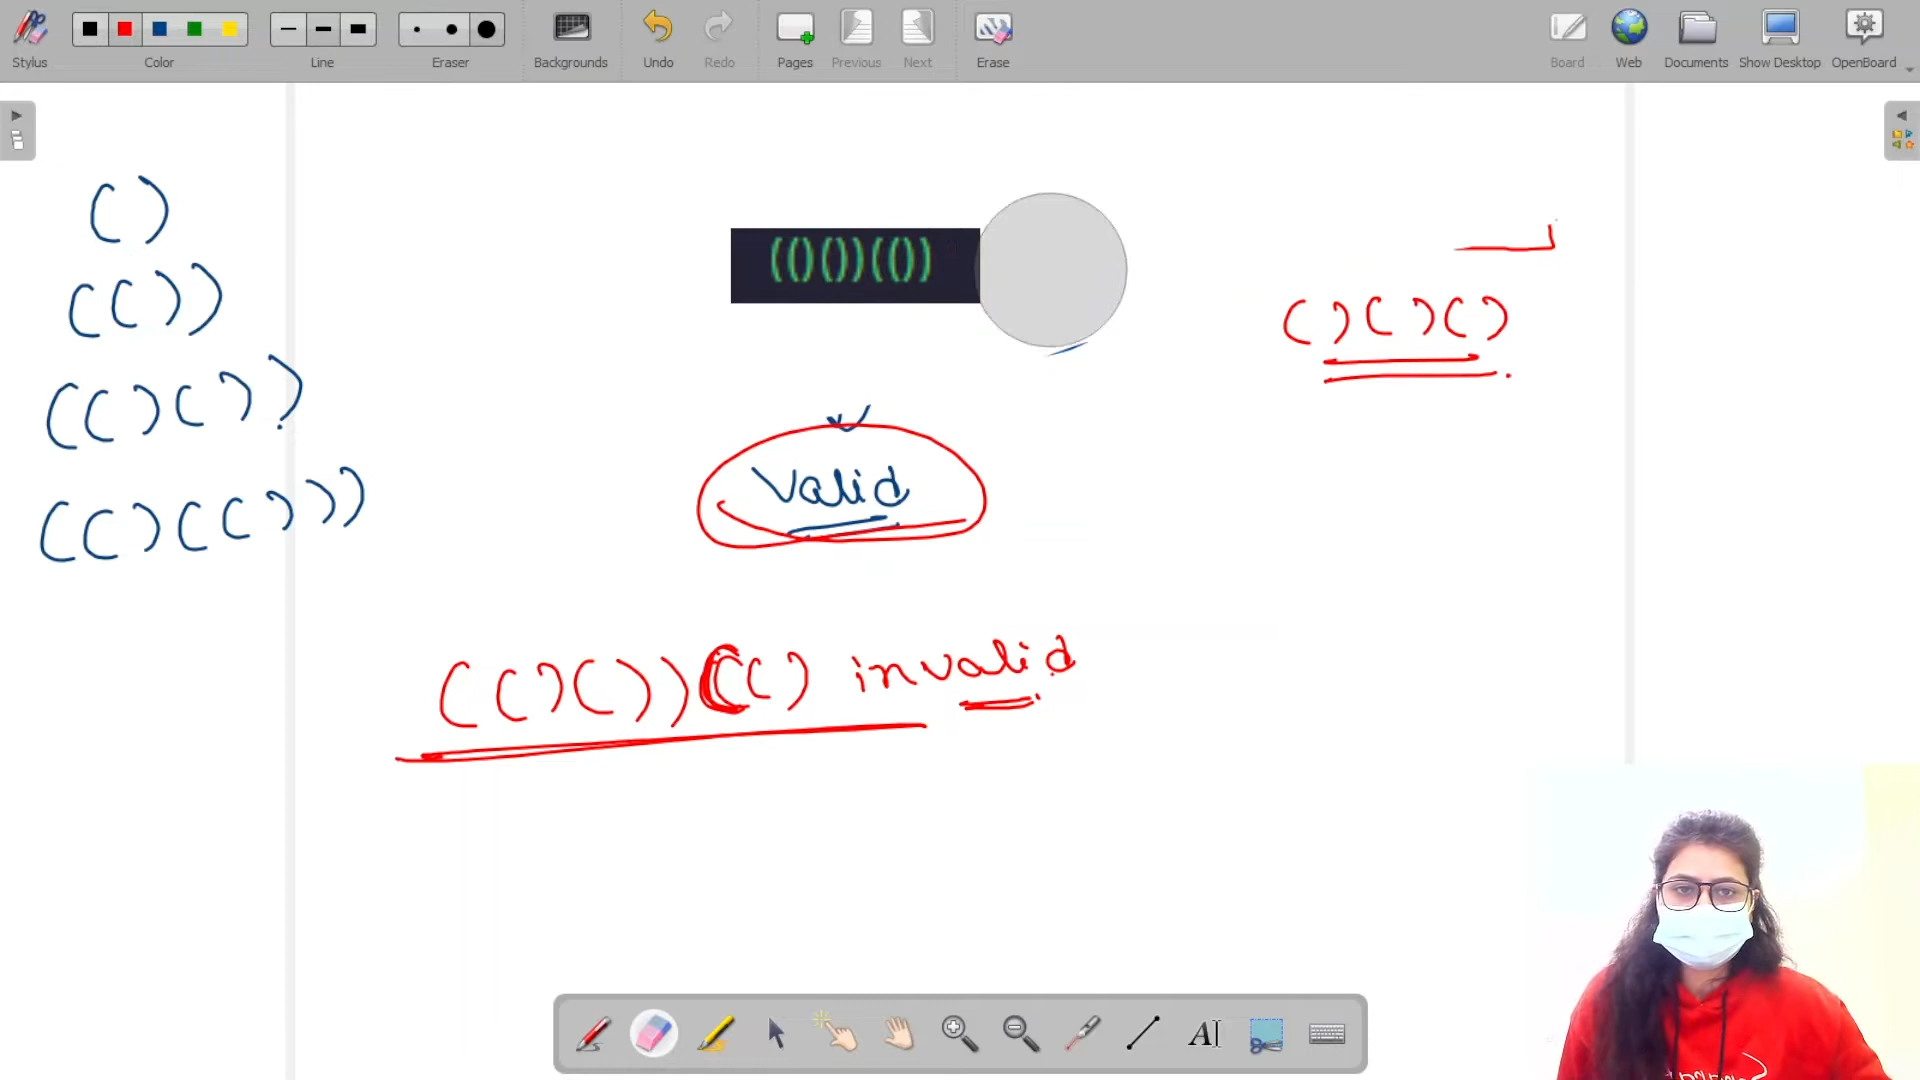 Stylus
Color
Line
Eraser
Backgrounds
Undo
Redo
Pages
Previous
Next
Erase
Board
Web
Documents
Show Desktop
OpenBoard
()
(())
(()())
(()(()))
(()())(())
()()()
Valid
(()())(() invalid
AI